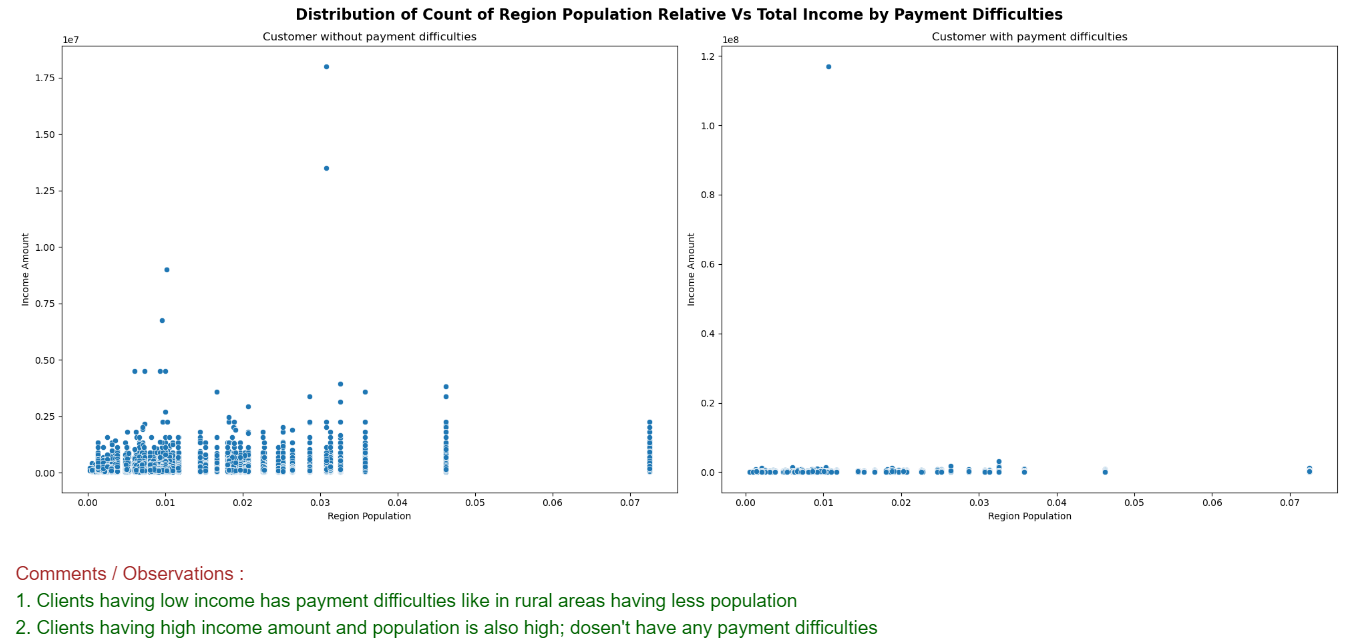 Distribution of Count of Region Population Relative Vs Total Income by Payment Difficulties
Customer without payment difficulties
1e7
1.75
1.50
1.25
1.00
0.75
0.50
0.25
0.00
Income Amount
0.00 0.01 0.02 0.03 0.04 0.05 0.06 0.07
Region Population
Customer with payment difficulties
1e8
1.2
1.0
0.8
0.6
0.4
0.2
0.0
Income Amount
0.00 0.01 0.02 0.03 0.04 0.05 0.06 0.07
Region Population
Comments / Observations :
1. Clients having low income has payment difficulties like in rural areas having less population
2. Clients having high income amount and population is also high; dosen't have any payment difficulties